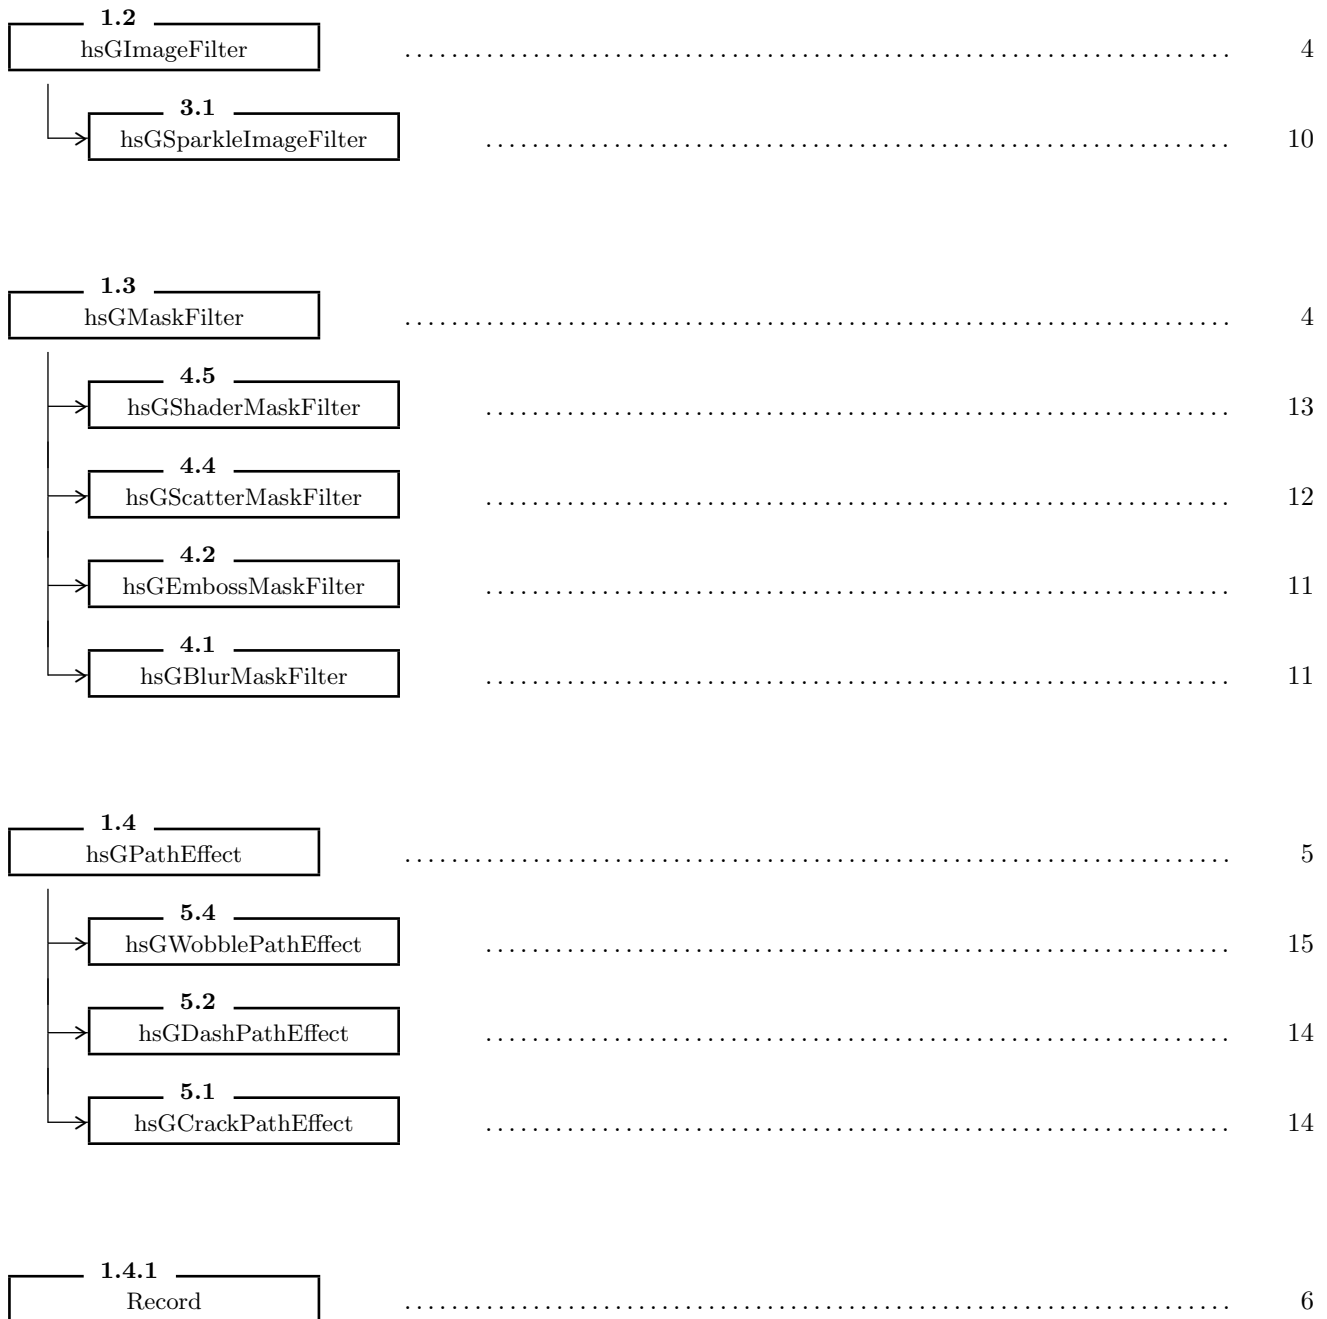 1.2
hsGImageFilter ........................................................................ 4
3.1
hsGSparkleImageFilter ................................................................. 10
1.3
hsGMaskFilter ........................................................................ 4
4.5
hsGShaderMaskFilter ................................................................. 13
4.4
hsGScatterMaskFilter ................................................................. 12
4.2
hsGEmbossMaskFilter ................................................................. 11
4.1
hsGBlurMaskFilter ................................................................. 11
1.4
hsGPathEffect ........................................................................ 5
5.4
hsGWobblePathEffect ................................................................. 15
5.2
hsGDashPathEffect ................................................................. 14
5.1
hsGCrackPathEffect ................................................................. 14
1.4.1
Record ........................................................................ 6